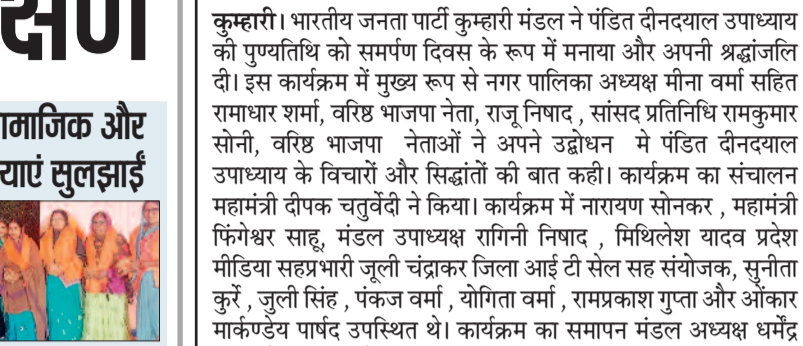 क्षण
सामाजिक और
याएं सुलझाईं
कुम्हारी। भारतीय जनता पार्टी कुम्हारी मंडल ने पंडित दीनदयाल उपाध्याय
की पुण्यतिथि को समर्पण दिवस के रूप में मनाया और अपनी श्रद्धांजलि
दी। इस कार्यक्रम में मुख्य रूप से नगर पालिका अध्यक्ष मीना वर्मा सहित
रामाधार शर्मा, वरिष्ठ भाजपा नेता, राजू निषाद , सांसद प्रतिनिधि रामकुमार
सोनी, वरिष्ठ भाजपा नेताओं ने अपने उद्बोधन मे पंडित दीनदयाल
उपाध्याय के विचारों और सिद्धांतों की बात कही। कार्यक्रम का संचालन
महामंत्री दीपक चतुर्वेदी ने किया। कार्यक्रम में नारायण सोनकर , महामंत्री
फिंगेश्वर साहू, मंडल उपाध्यक्ष रागिनी निषाद , मिथिलेश यादव प्रदेश
मीडिया सहप्रभारी जूली चंद्राकर जिला आई टी सेल सह संयोजक, सुनीता
कुर्रे , जुली सिंह , पंकज वर्मा , योगिता वर्मा , रामप्रकाश गुप्ता और ओंकार
मार्कण्डेय पार्षद उपस्थित थे। कार्यक्रम का समापन मंडल अध्यक्ष धर्मेंद्र